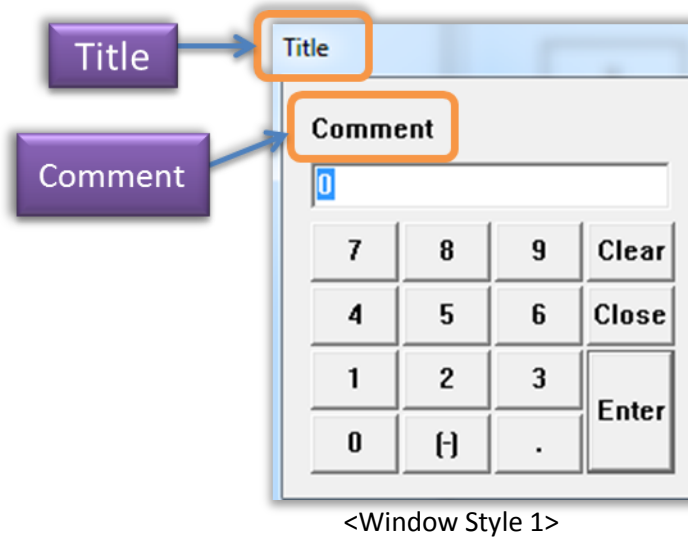 Title
Title
Comment
Comment
0
7 8 9 Clear
4 5 6 Close
1 2 3
Enter
0 (-) .
<Window Style 1>